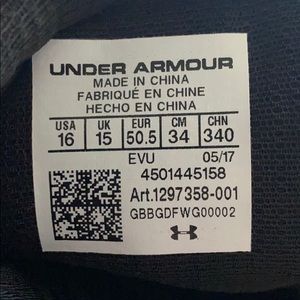 UNDER ARMOUR
MADE IN CHINA
FABRIQUÉ EN CHINE
HECHO EN CHINA
USA UK EUR CM CHN
16 15 50.5 34 340
EVU 05/17
4501445158
Art.1297358-001
GBBGDFWG00002